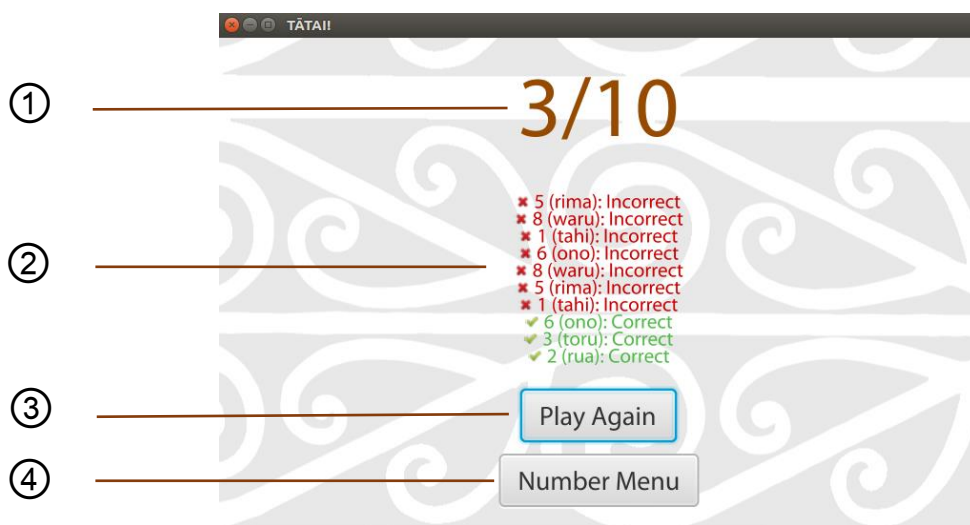 TĀTAI!
① 3/10
✖ 5 (rima): Incorrect
✖ 8 (waru): Incorrect
✖ 1 (tahi): Incorrect
✖ 6 (ono): Incorrect
② ✖ 8 (waru): Incorrect
✖ 5 (rima): Incorrect
✖ 1 (tahi): Incorrect
✔ 6 (ono): Correct
✔ 3 (toru): Correct
✔ 2 (rua): Correct
③ Play Again
④ Number Menu